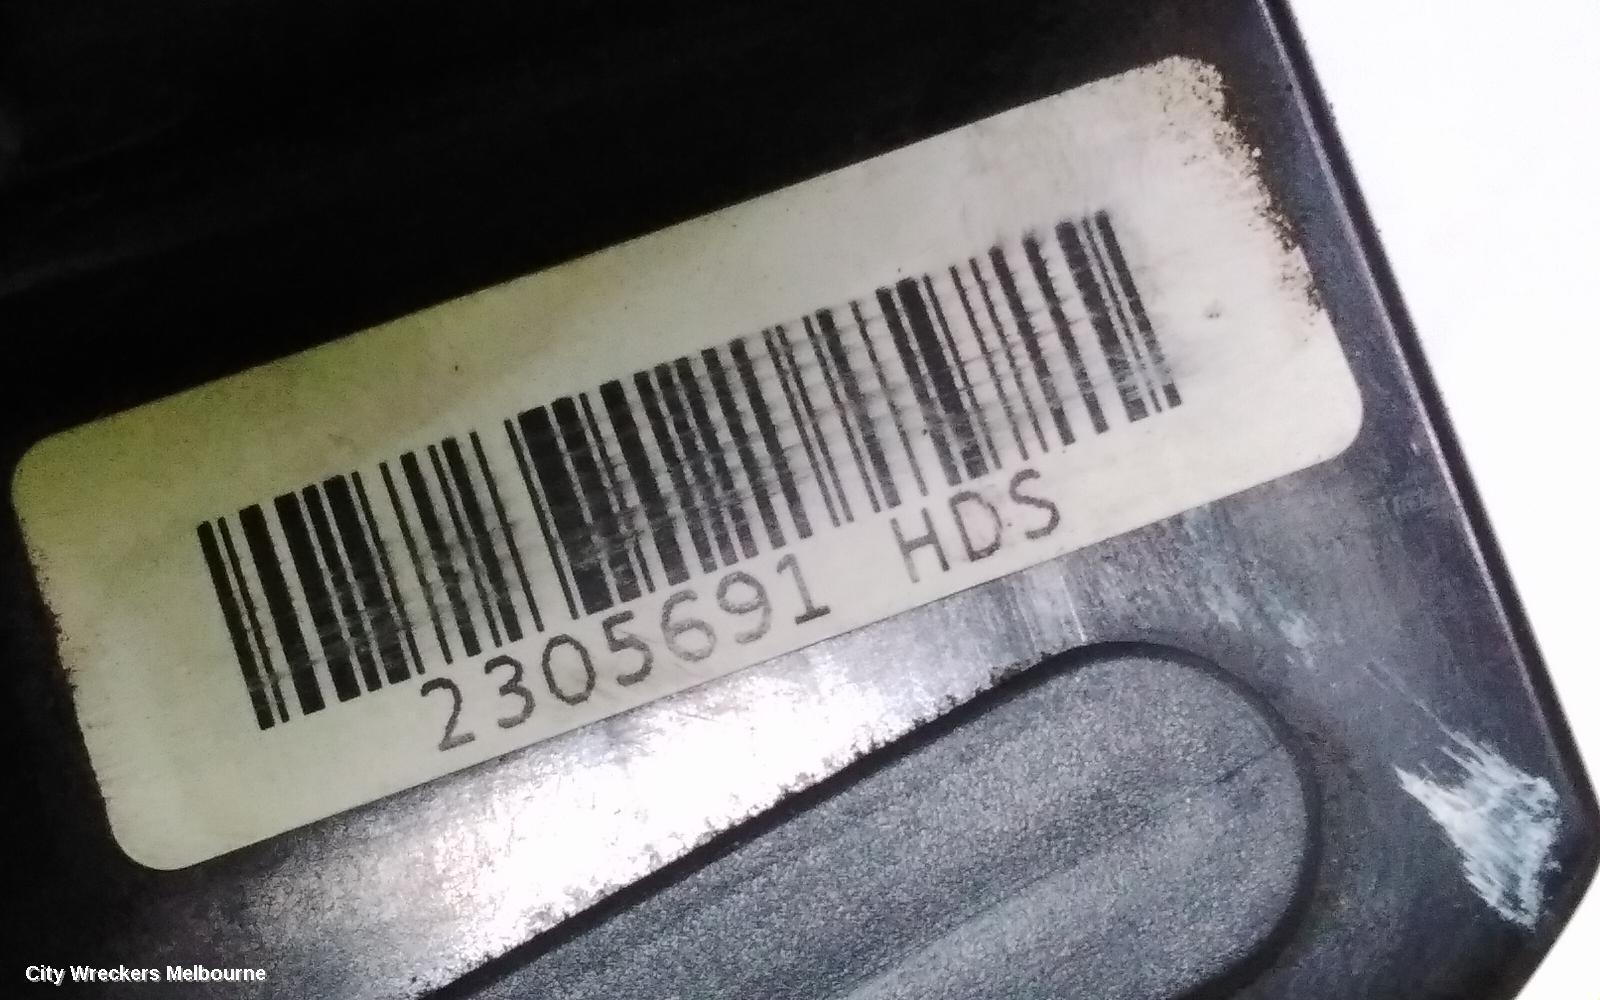 2305691 HDS
City Wreckers Melbourne